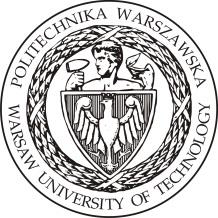 POLITECHNIKA WARSZAWSKA
WARSAW UNIVERSITY OF TECHNOLOGY